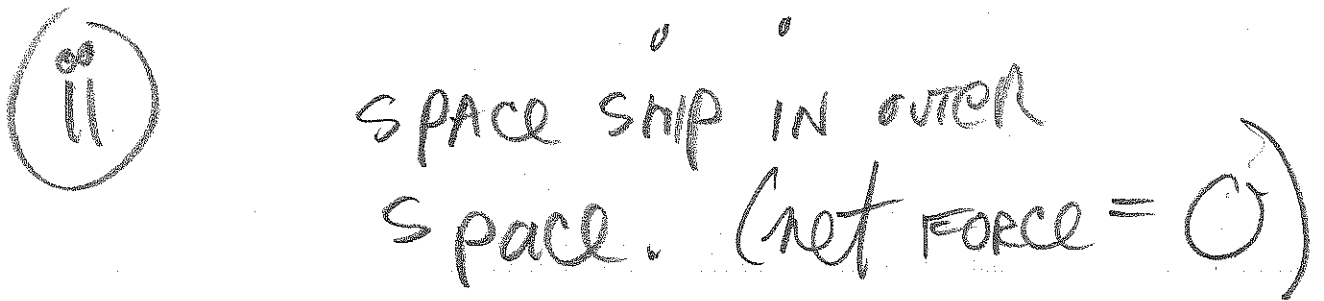 ii SPACe SHIP IN OUTeR
Space. (net FORCe = 0)